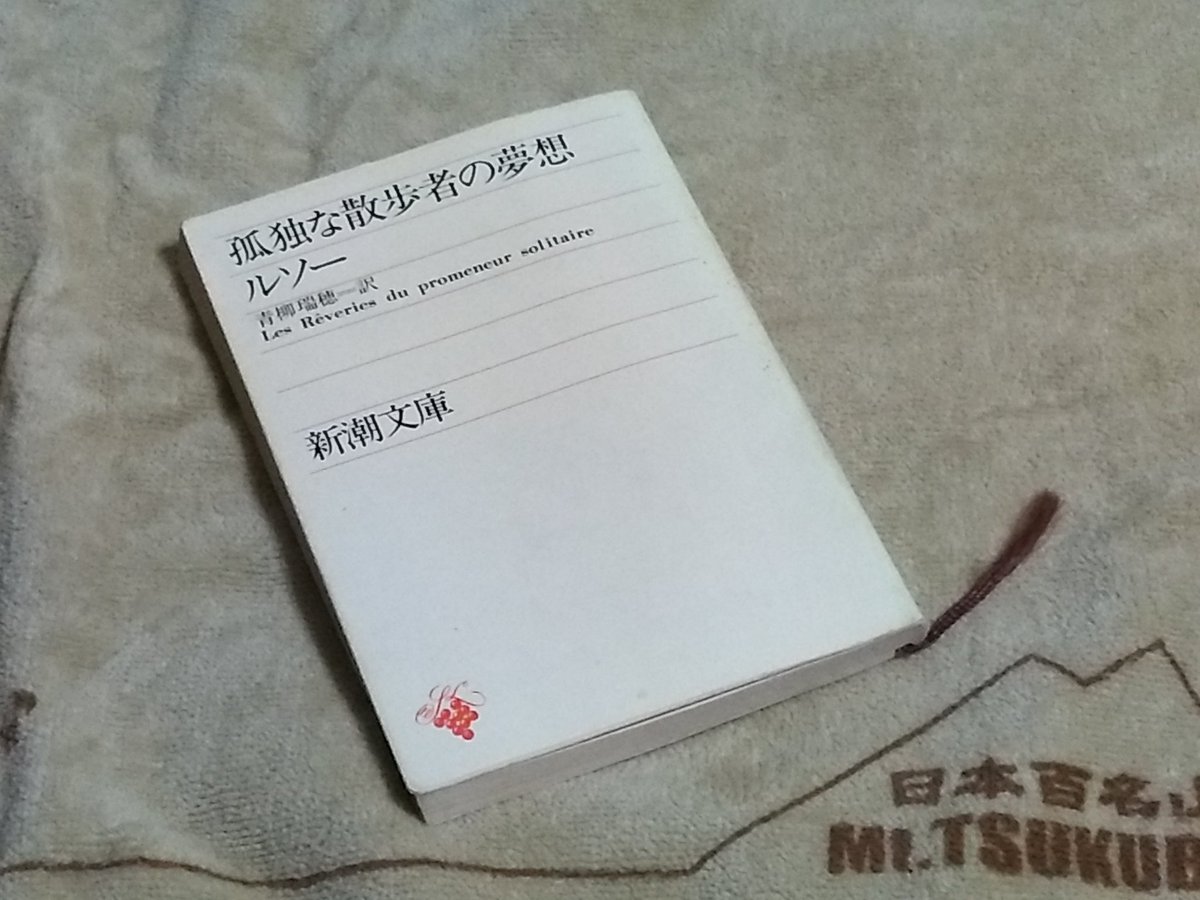 孤独な散歩者の夢想
ルソー
青柳瑞穂一訳
Les Rêveries du promeneur solitaire
新潮文庫
日本百名山
Mt.TSUKUB